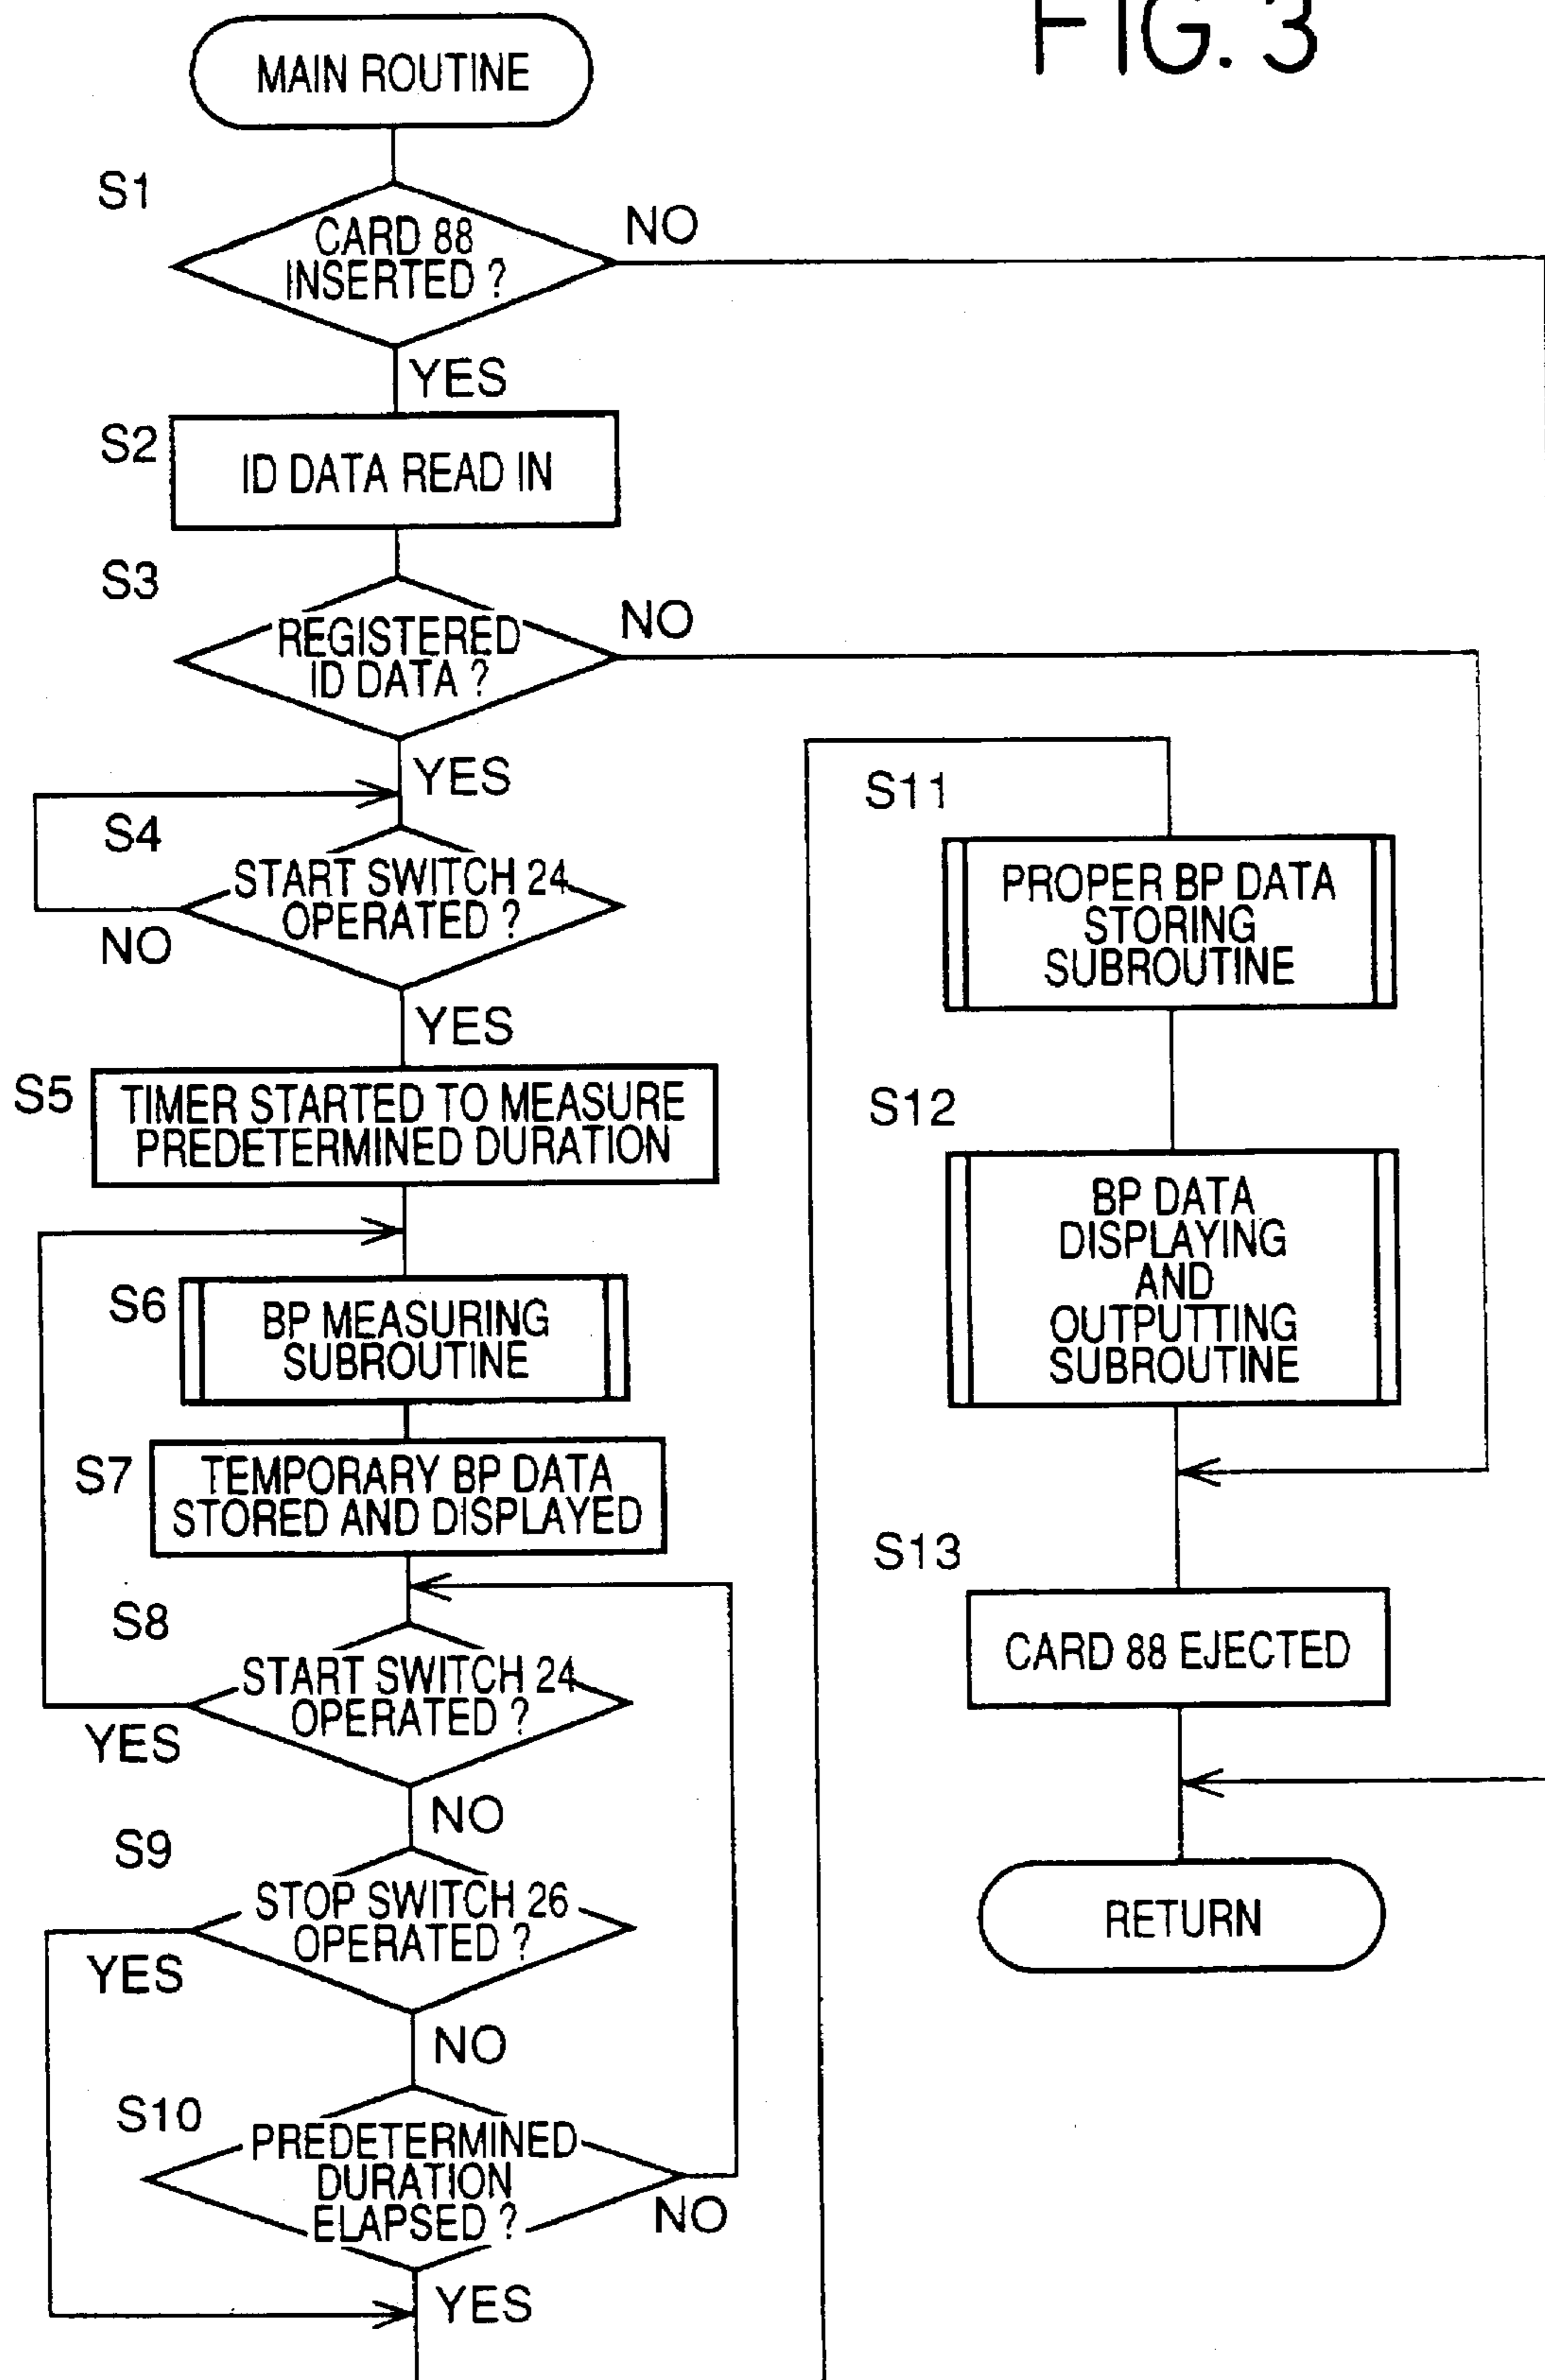 FIG. 3
MAIN ROUTINE
S1
CARD 88
INSERTED ?
NO
YES
S2
ID DATA READ IN
S3
REGISTERED
ID DATA ?
NO
YES
S4
START SWITCH 24
OPERATED ?
NO
YES
S5
TIMER STARTED TO MEASURE
PREDETERMINED DURATION
S6
BP MEASURING
SUBROUTINE
S7
TEMPORARY BP DATA
STORED AND DISPLAYED
S8
START SWITCH 24
OPERATED ?
YES
NO
S9
STOP SWITCH 26
OPERATED ?
YES
NO
S10
PREDETERMINED
DURATION
ELAPSED ?
NO
YES
S11
PROPER BP DATA
STORING
SUBROUTINE
S12
BP DATA
DISPLAYING
AND
OUTPUTTING
SUBROUTINE
S13
CARD 88 EJECTED
RETURN